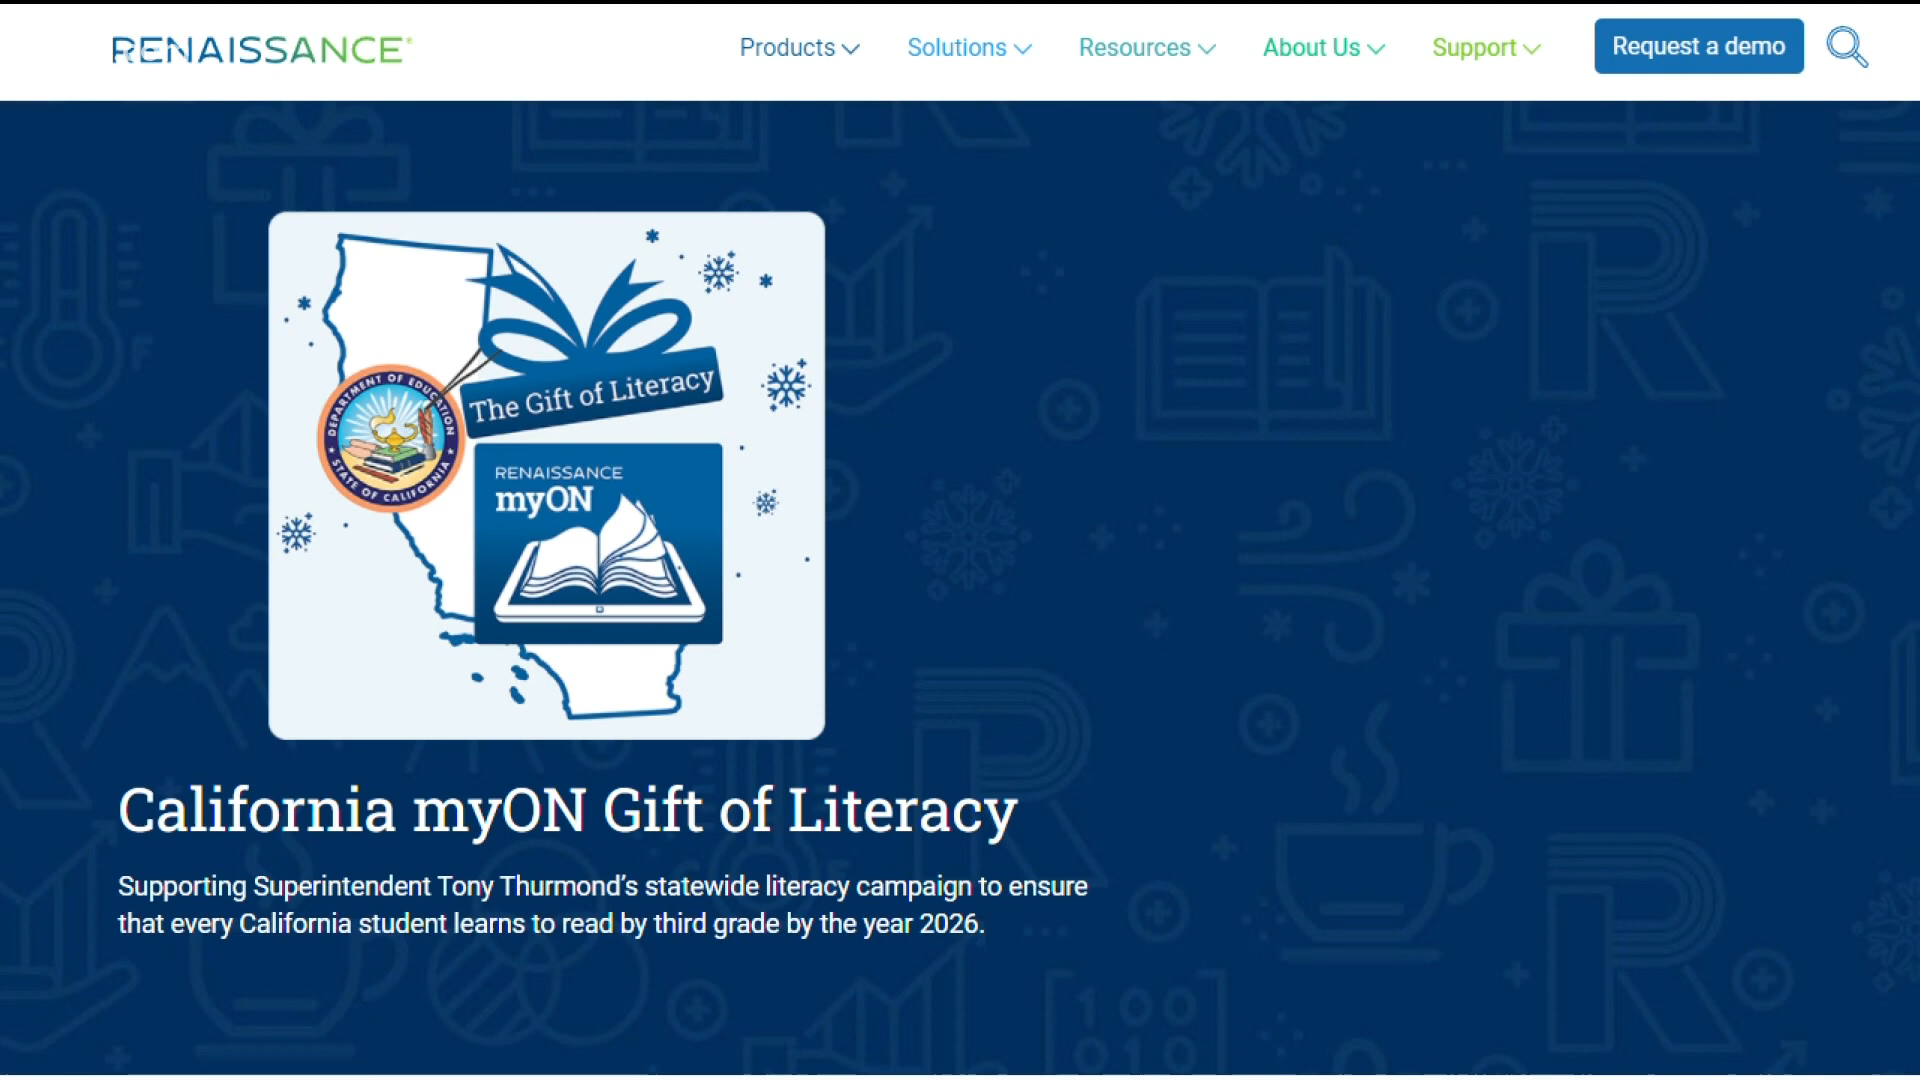 RENAISSANCE
Products
Solutions
Resources
About Us
Support
Request a demo
DEPARTMENT OF EDUCATION
STATE OF CALIFORNIA
The Gift of Literacy
RENAISSANCE
myON
California myON Gift of Literacy
Supporting Superintendent Tony Thurmond's statewide literacy campaign to ensure
that every California student learns to read by third grade by the year 2026.